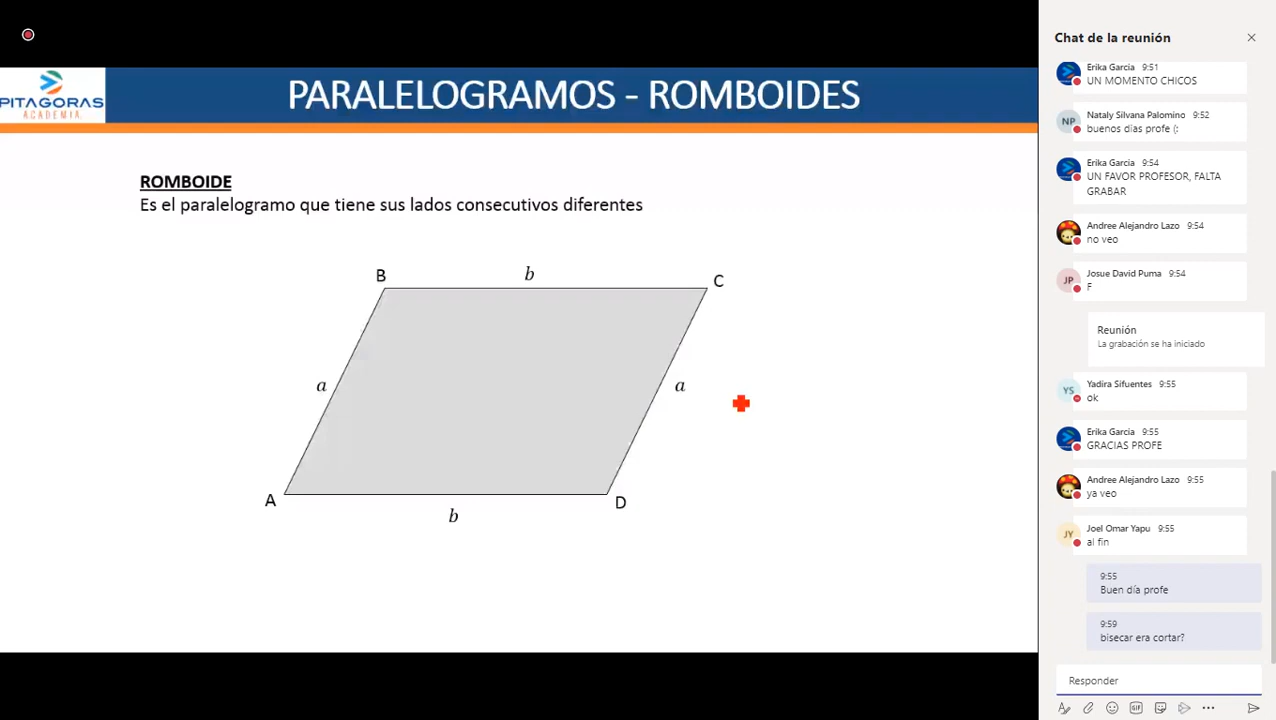 PITAGORAS
ACADEMIA
PARALELOGRAMOS - ROMBOIDES
ROMBOIDE
Es el paralelogramo que tiene sus lados consecutivos diferentes
B
b
C
a
a
A
b
D
Chat de la reunión
Erika Garcia 9:51
UN MOMENTO CHICOS
NP
Nataly Silvana Palomino 9:52
buenos días profe (:
Erika Garcia 9:54
UN FAVOR PROFESOR, FALTA
GRABAR
Andree Alejandro Lazo 9:54
no veo
JP
Josue David Puma 9:54
F
Reunión
La grabación se ha iniciado
YS
Yadira Sifuentes 9:55
ok
Erika Garcia 9:55
GRACIAS PROFE
Andree Alejandro Lazo 9:55
ya veo
JY
Joel Omar Yapu 9:55
al fin
9:55
Buen día profe
9:59
bisecar era cortar?
Responder
GIF